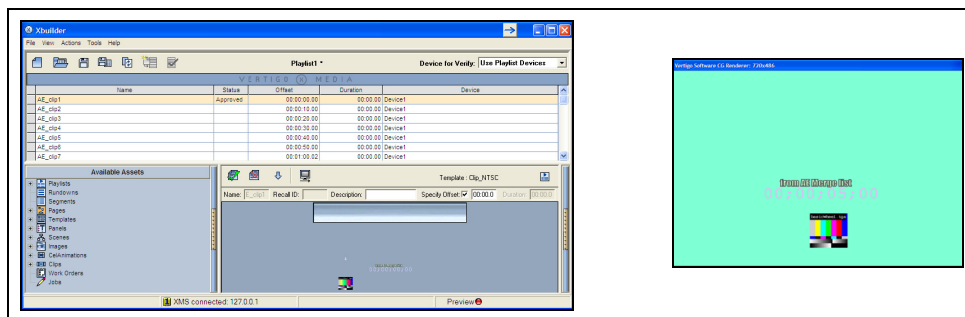 Xbuilder
File View Actions Tools Help
Playlist1 *
Device for Verify: Use Playlist Devices
VERTIGO X MEDIA
Name Status Offset Duration Device
AE_clip1 Approved 00:00:00.00 00:00.00 Device1
AE_clip2 00:00:10.00 00:00.00 Device1
AE_clip3 00:00:20.00 00:00.00 Device1
AE_clip4 00:00:30.00 00:00.00 Device1
AE_clip5 00:00:40.00 00:00.00 Device1
AE_clip6 00:00:50.00 00:00.00 Device1
AE_clip7 00:01:00.02 00:00.00 Device1
Available Assets
Playlists
Rundowns
Segments
Pages
Templates
Panels
Scenes
Images
CelAnimations
Clips
Work Orders
Jobs
Template : Clip_NTSC
Name: E_clip1 Recall ID: Description: Specify Offset: 00:00.0 Duration: 00:00.0
00:00:00:00
XMS connected: 127.0.0.1
Preview
Vertigo Software CG Renderer: 720x486
from AE Merge list
00:00:03:00